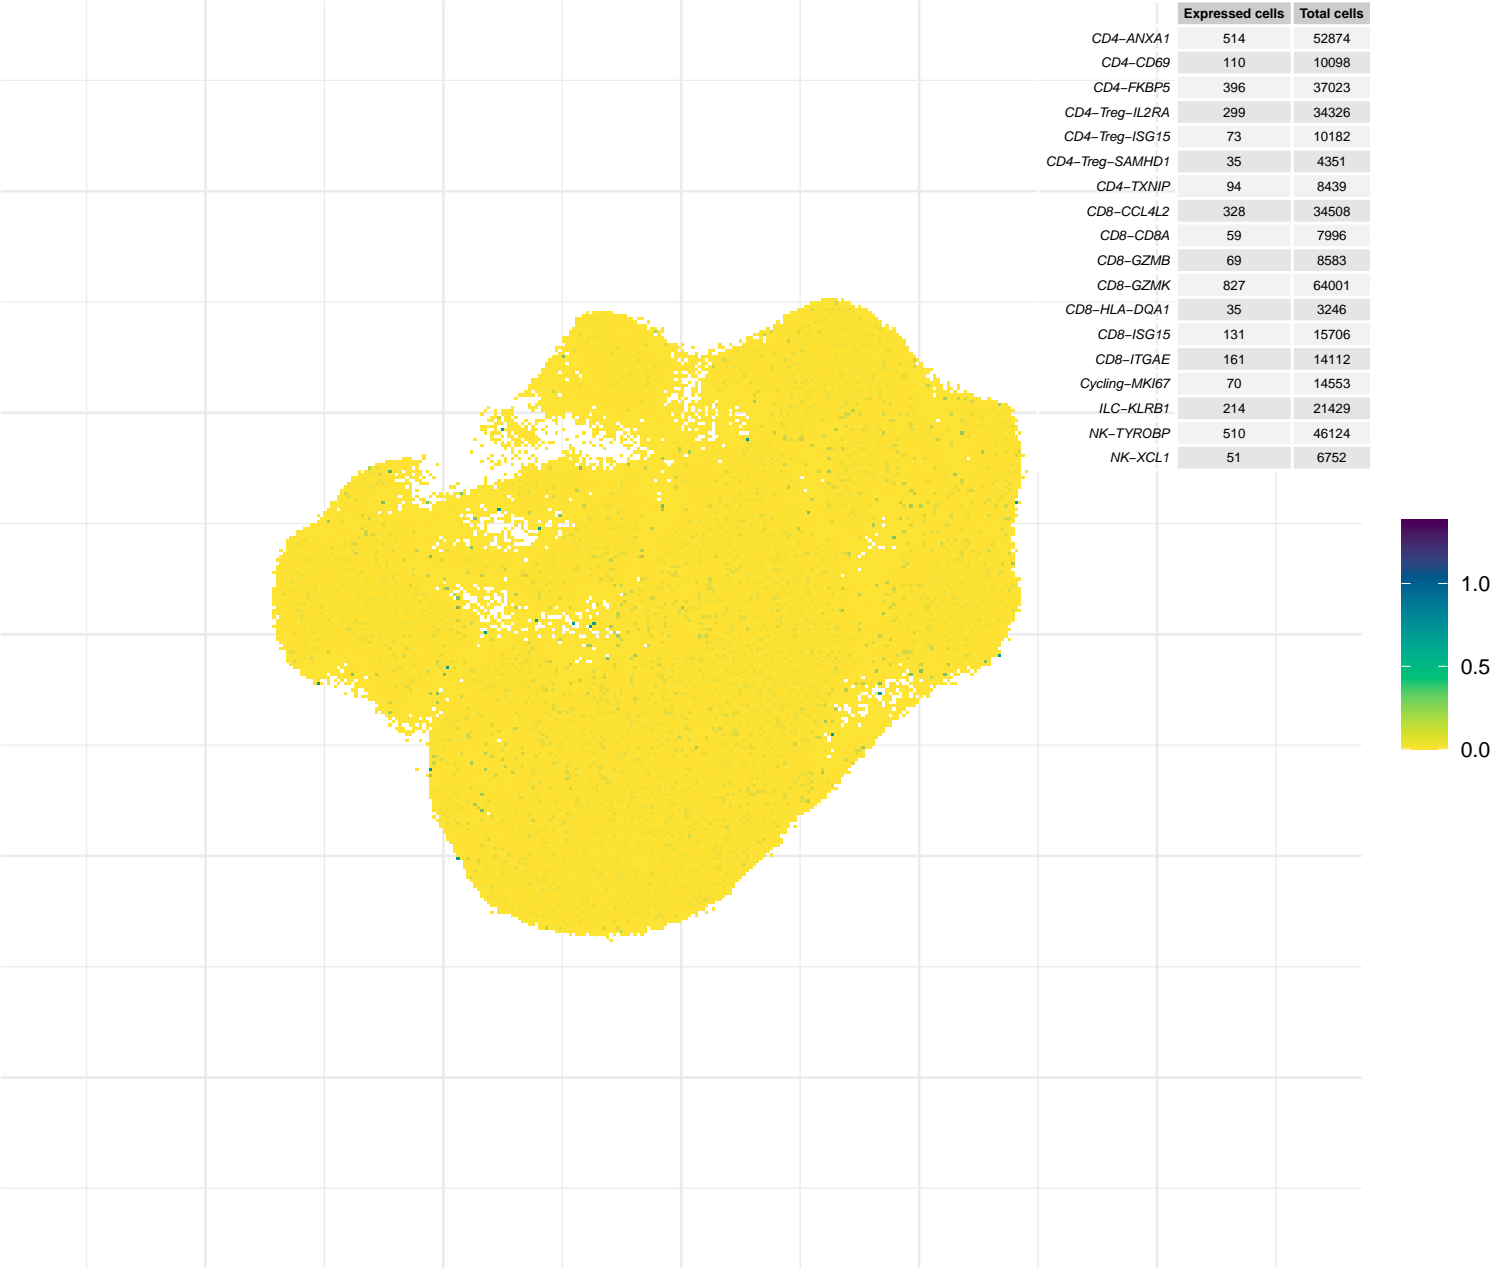 Expressed cells Total cells
CD4−ANXA1 514 52874
CD4−CD69 110 10098
CD4−FKBP5 396 37023
CD4−Treg−IL2RA 299 34326
CD4−Treg−ISG15 73 10182
CD4−Treg−SAMHD1 35 4351
CD4−TXNIP 94 8439
CD8−CCL4L2 328 34508
CD8−CD8A 59 7996
CD8−GZMB 69 8583
CD8−GZMK 827 64001
CD8−HLA−DQA1 35 3246
CD8−ISG15 131 15706
CD8−ITGAE 161 14112
Cycling−MKI67 70 14553
ILC−KLRB1 214 21429
NK−TYROBP 510 46124
NK−XCL1 51 6752
1.0
0.5
0.0